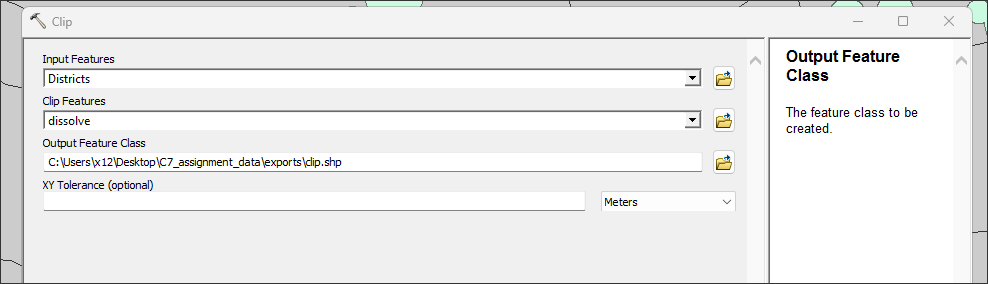 Clip
Input Features
Districts
Clip Features
dissolve
Output Feature Class
C:\Users\x12\Desktop\C7_assignment_data\exports\clip.shp
XY Tolerance (optional)
Meters
Output Feature
Class
The feature class to be
created.